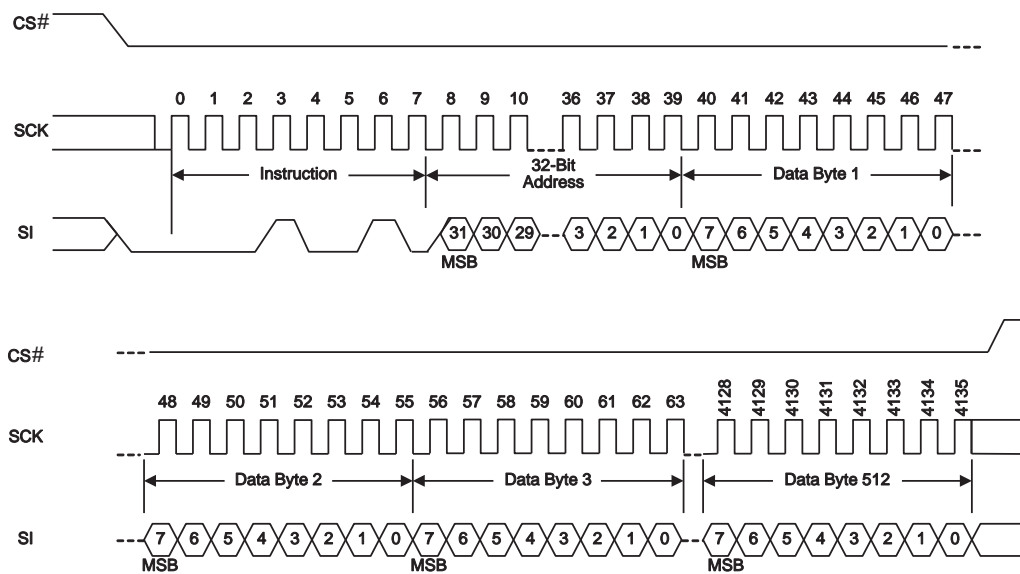 CS#
0 1 2 3 4 5 6 7 8 9 10 36 37 38 39 40 41 42 43 44 45 46 47
SCK
Instruction 32-Bit Address Data Byte 1
SI 31 30 29 3 2 1 0 7 6 5 4 3 2 1 0
MSB MSB
CS#
48 49 50 51 52 53 54 55 56 57 58 59 60 61 62 63 4128 4129 4130 4131 4132 4133 4134 4135
SCK
Data Byte 2 Data Byte 3 Data Byte 512
SI 7 6 5 4 3 2 1 0 7 6 5 4 3 2 1 0 7 6 5 4 3 2 1 0
MSB MSB MSB